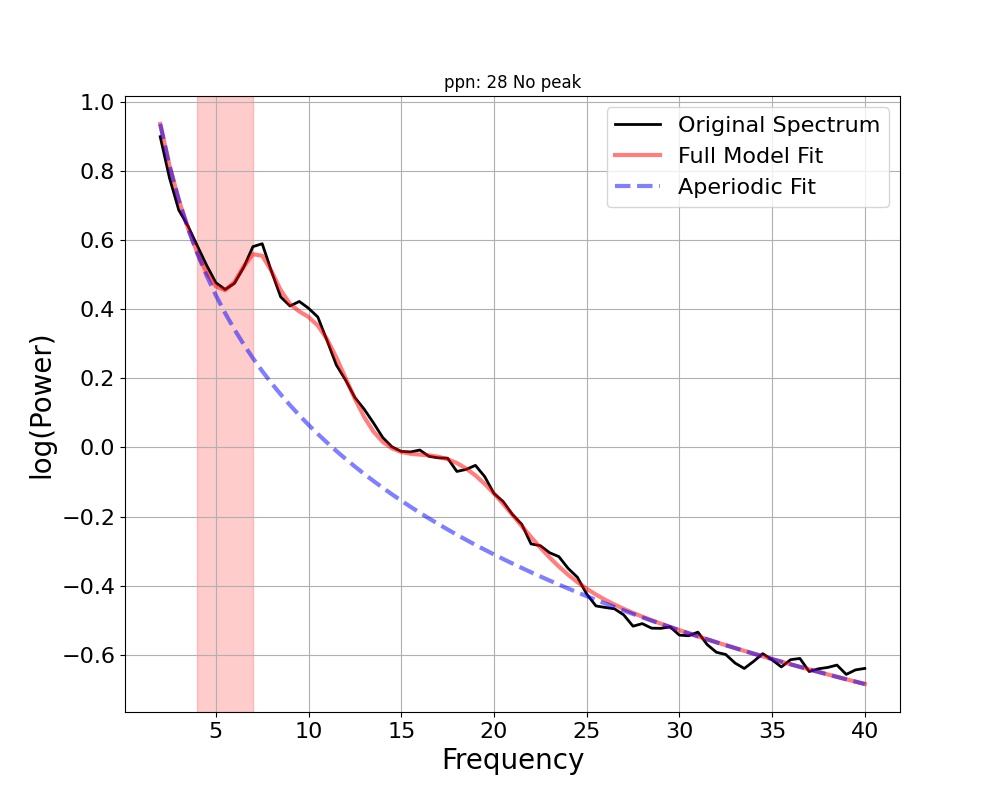 ppn: 28 No peak
Original Spectrum
Full Model Fit
Aperiodic Fit
1.0
0.8
0.6
0.4
0.2
0.0
−0.2
−0.4
−0.6
log(Power)
5 10 15 20 25 30 35 40
Frequency